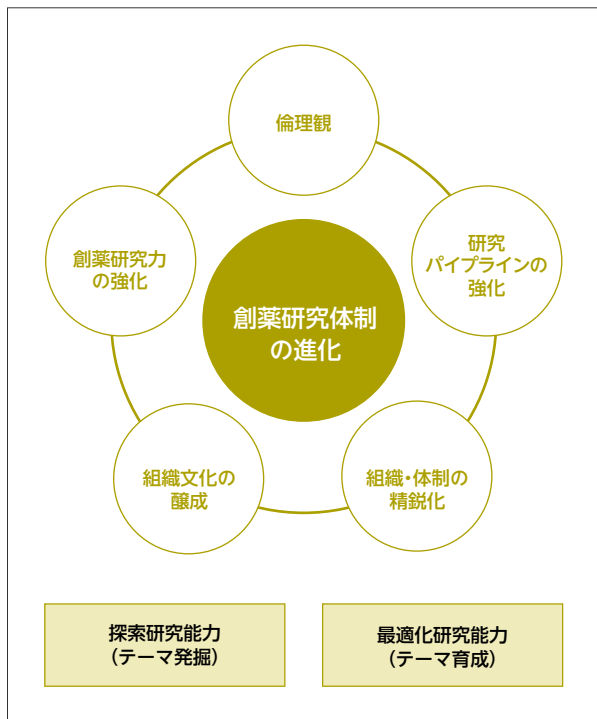 倫理観
創薬研究力
の強化
研究
パイプラインの
強化
創薬研究体制
の進化
組織文化の
醸成
組織・体制の
精鋭化
探索研究能力
(テーマ発掘)
最適化研究能力
(テーマ育成)